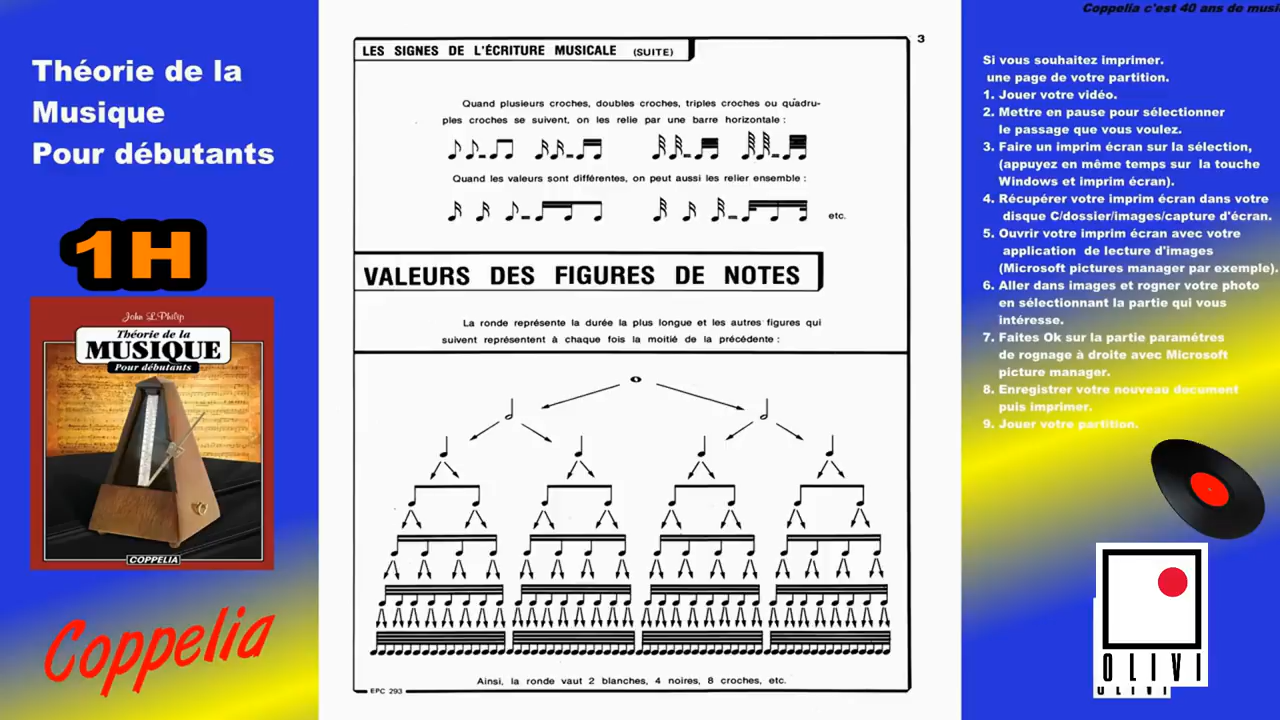 Coppelia c'est 40 ans de musi
Théorie de la
Musique
Pour débutants
1H
John L. Philip
Théorie de la
MUSIQUE
Pour débutants
COPPELIA
Coppelia
3
LES SIGNES DE L'ÉCRITURE MUSICALE (SUITE)
Quand plusieurs croches, doubles croches, triples croches ou quadru-
ples croches se suivent, on les relie par une barre horizontale :
Quand les valeurs sont différentes, on peut aussi les relier ensemble :
etc.
VALEURS DES FIGURES DE NOTES
La ronde représente la durée la plus longue et les autres figures qui
suivent représentent à chaque fois la moitié de la précédente :
Ainsi, la ronde vaut 2 blanches, 4 noires, 8 croches, etc.
EPC 293
Si vous souhaitez imprimer.
une page de votre partition.
1. Jouer votre vidéo.
2. Mettre en pause pour sélectionner
le passage que vous voulez.
3. Faire un imprim écran sur la sélection,
(appuyez en même temps sur la touche
Windows et imprim écran).
4. Récupérer votre imprim écran dans votre
disque C/dossier/images/capture d'écran.
5. Ouvrir votre imprim écran avec votre
application de lecture d'images
(Microsoft pictures manager par exemple).
6. Aller dans images et rogner votre photo
en sélectionnant la partie qui vous
intéresse.
7. Faites Ok sur la partie paramétres
de rognage à droite avec Microsoft
picture manager.
8. Enregistrer votre nouveau document
puis imprimer.
9. Jouer votre partition.
OLIVI
OLIVI